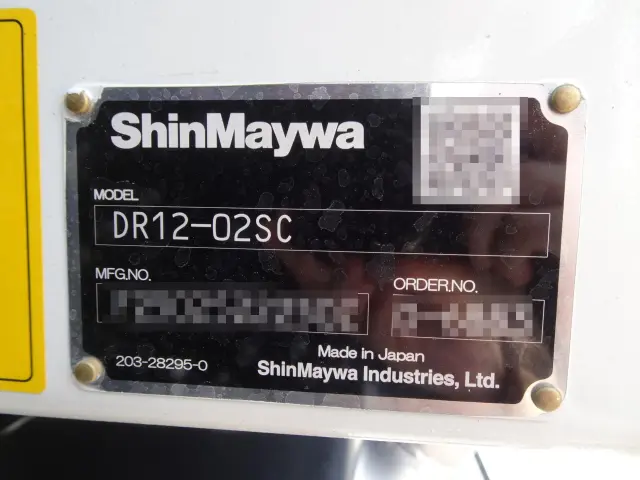 ShinMaywa
MODEL
DR12-02SC
MFG.NO.
ORDER.NO.
203-28295-0
Made in Japan
ShinMaywa Industries, Ltd.